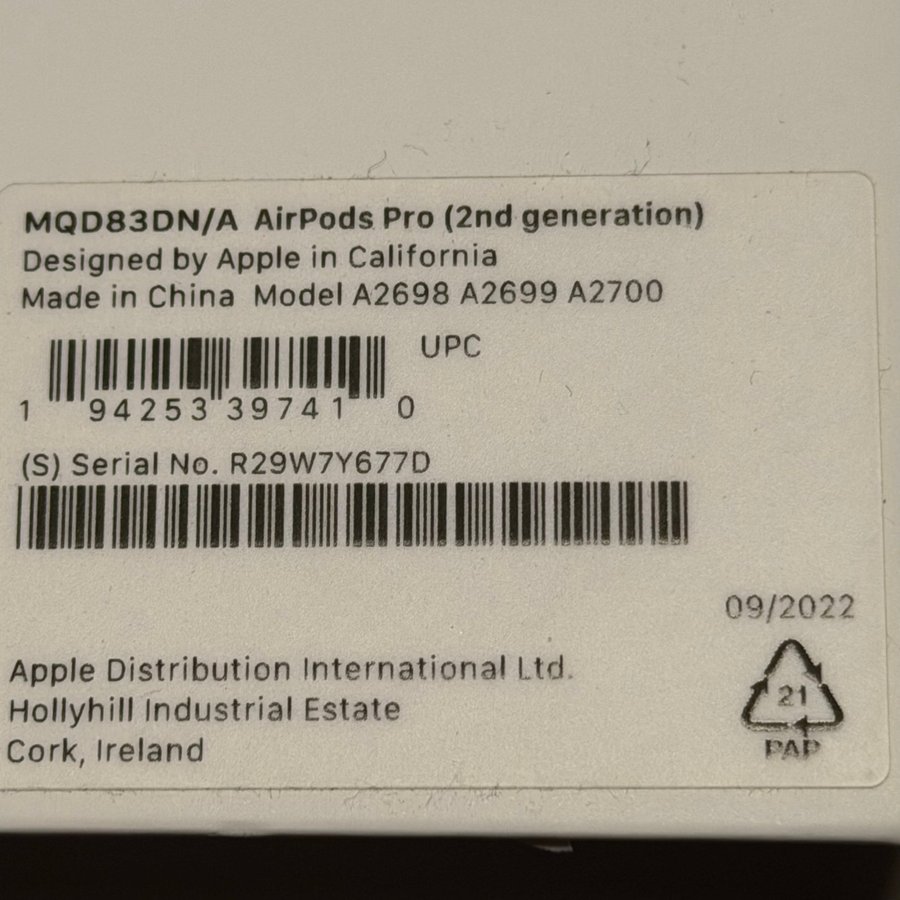 MQD83DN/A AirPods Pro (2nd generation)
Designed by Apple in California
Made in China Model A2698 A2699 A2700
UPC
1 94253 39741 0
(S) Serial No. R29W7Y677D
09/2022
Apple Distribution International Ltd.
Hollyhill Industrial Estate
Cork, Ireland
21
PAP